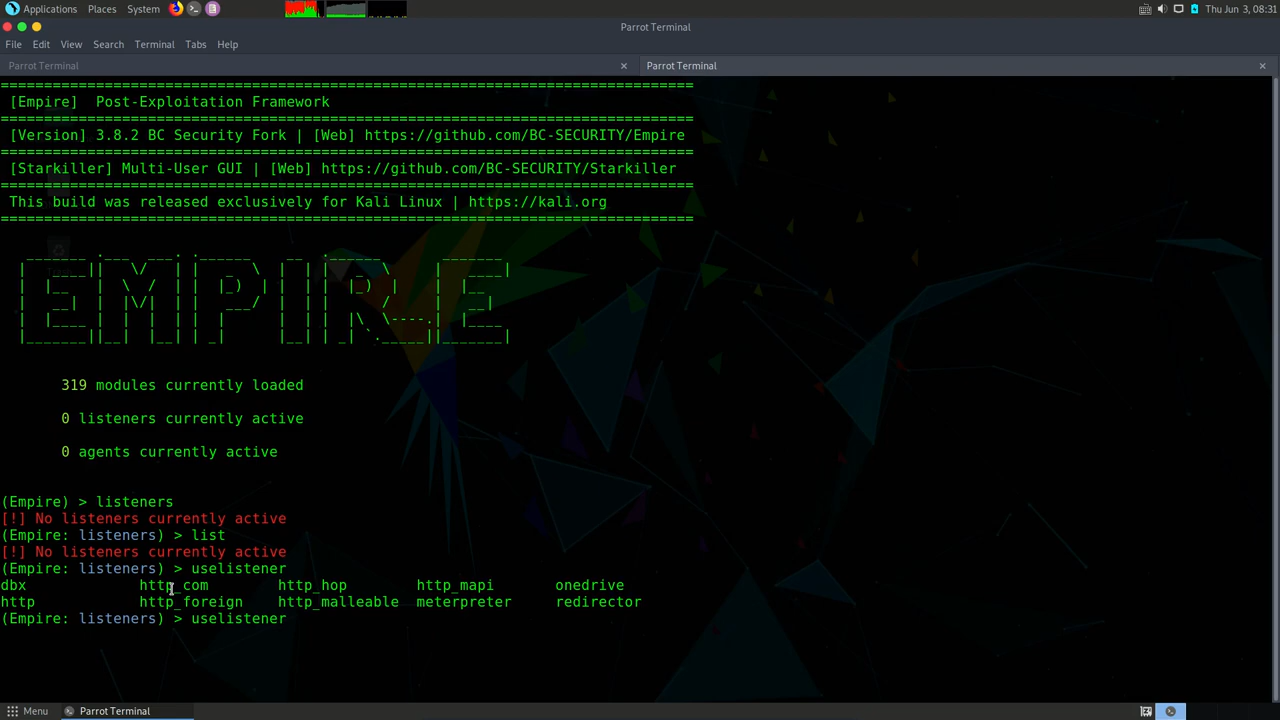 Applications Places System Thu Jun 3, 08:31
Parrot Terminal
File Edit View Search Terminal Tabs Help
Parrot Terminal × Parrot Terminal ×
================================================================================
[Empire] Post-Exploitation Framework
================================================================================
[Version] 3.8.2 BC Security Fork | [Web] https://github.com/BC-SECURITY/Empire
================================================================================
[Starkiller] Multi-User GUI | [Web] https://github.com/BC-SECURITY/Starkiller
================================================================================
This build was released exclusively for Kali Linux | https://kali.org
================================================================================
EMPIRE
319 modules currently loaded
0 listeners currently active
0 agents currently active
(Empire) > listeners
[!] No listeners currently active
(Empire: listeners) > list
[!] No listeners currently active
(Empire: listeners) > uselistener
dbx http_com http_hop http_mapi onedrive
http http_foreign http_malleable meterpreter redirector
(Empire: listeners) > uselistener
Menu Parrot Terminal